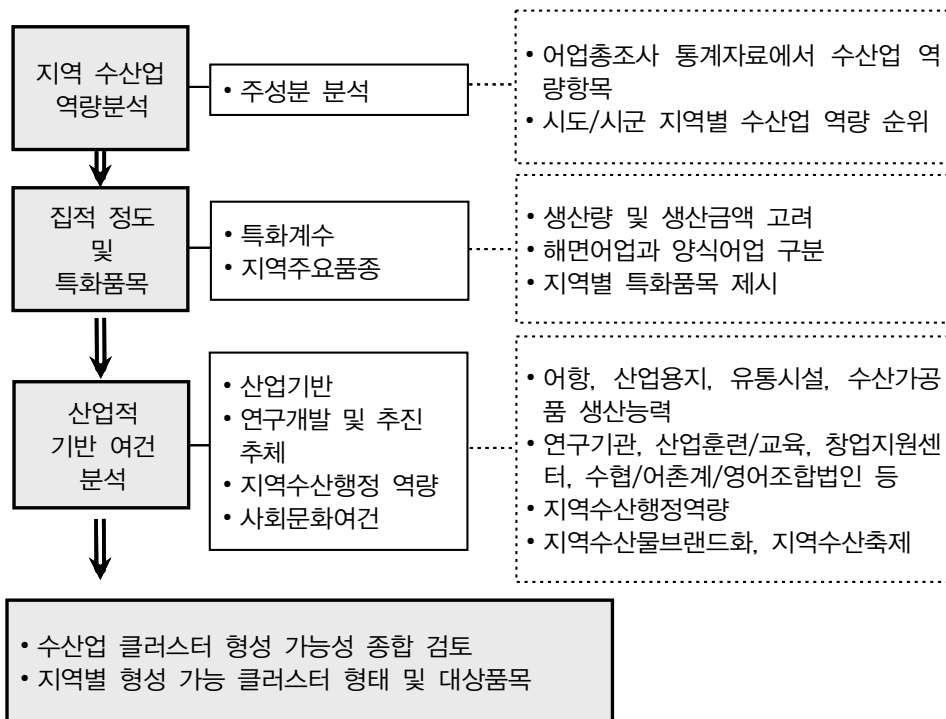 지역 수산업
역량분석
• 주성분 분석
• 어업총조사 통계자료에서 수산업 역
량항목
• 시도/시군 지역별 수산업 역량 순위
집적 정도
및
특화품목
• 특화계수
• 지역주요품종
• 생산량 및 생산금액 고려
• 해면어업과 양식어업 구분
• 지역별 특화품목 제시
산업적
기반 여건
분석
• 산업기반
• 연구개발 및 추진
추체
• 지역수산행정 역량
• 사회문화여건
• 어항, 산업용지, 유통시설, 수산가공
품 생산능력
• 연구기관, 산업훈련/교육, 창업지원센
터, 수협/어촌계/영어조합법인 등
• 지역수산행정역량
• 지역수산물브랜드화, 지역수산축제
• 수산업 클러스터 형성 가능성 종합 검토
• 지역별 형성 가능 클러스터 형태 및 대상품목